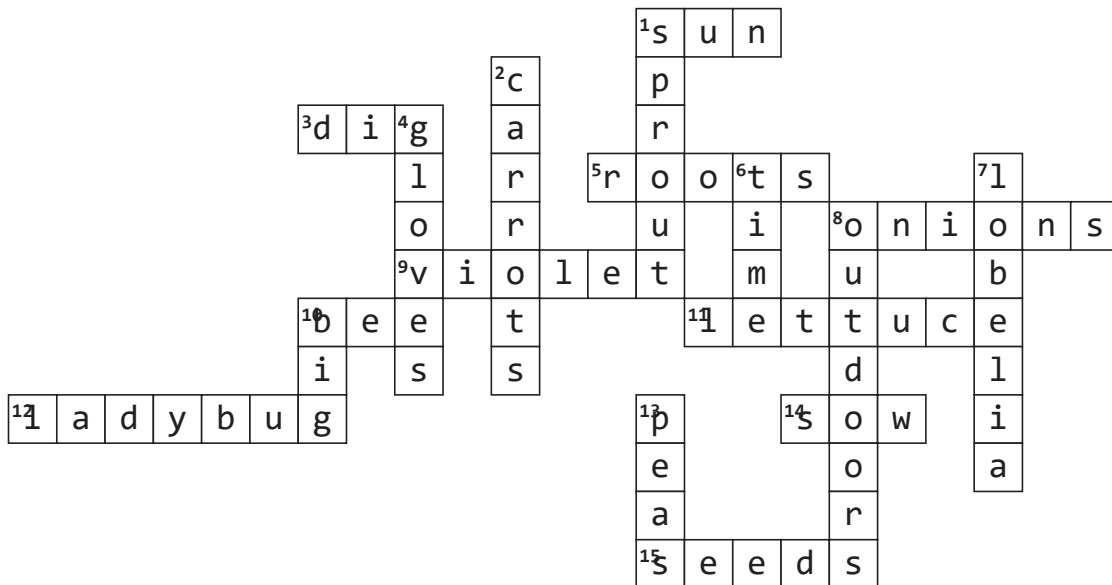 1s u n
2c p
3d i 4g a r
l r 5r o o 6t s 7l
o r u i 8o n i o n s
9v i o l e t m u b
10b e e t 11l e t t u c e
i s s d l
12l a d y b u g 13p 14s o w i
e o a
a r
15s e e d s